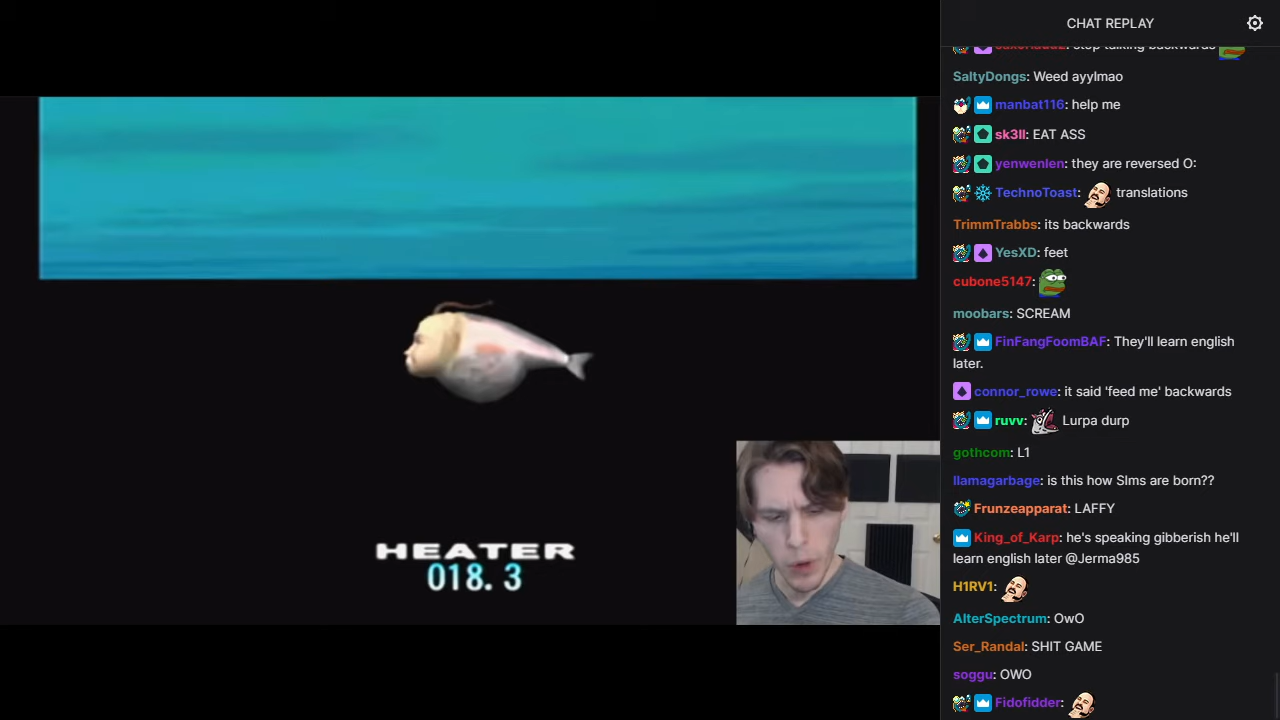 CHAT REPLAY
stop talking backwards
SaltyDongs: Weed ayylmao
manbat116: help me
sk3ll: EAT ASS
yenwenlen: they are reversed O:
TechnoToast: translations
TrimmTrabbs: its backwards
YesXD: feet
cubone5147:
moobars: SCREAM
FinFangFoomBAF: They'll learn english
later.
connor_rowe: it said 'feed me' backwards
ruvv: Lurpa durp
gothcom: L1
llamagarbage: is this how SIms are born??
Frunzeapparat: LAFFY
King_of_Karp: he's speaking gibberish he'll
learn english later @Jerma985
H1RV1:
AlterSpectrum: OwO
Ser_Randal: SHIT GAME
soggu: OWO
Fidofidder:
HEATER
018. 3